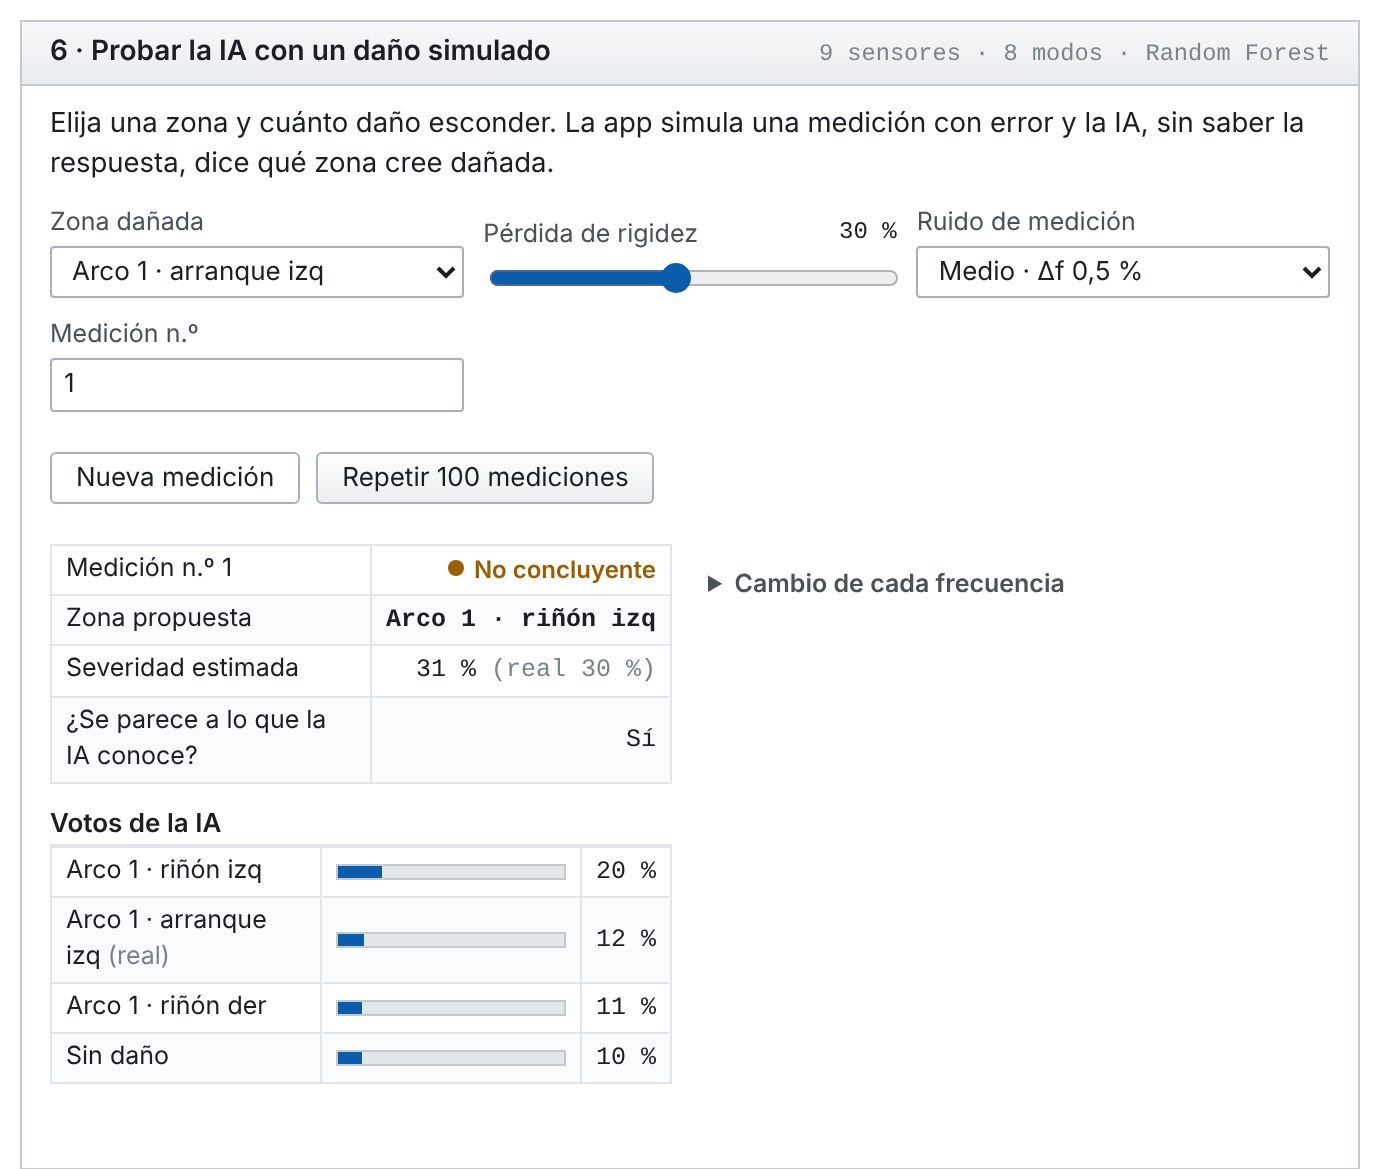 6 · Probar la IA con un daño simulado
9 sensores · 8 modos · Random Forest
Elija una zona y cuánto daño esconder. La app simula una medición con error y la IA, sin saber la
respuesta, dice qué zona cree dañada.
Zona dañada
Arco 1 · arranque izq
Pérdida de rigidez 30 %
Ruido de medición
Medio · Δf 0,5 %
Medición n.º
1
Nueva medición
Repetir 100 mediciones
Medición n.º 1 No concluyente
Zona propuesta Arco 1 · riñón izq
Severidad estimada 31 % (real 30 %)
¿Se parece a lo que la
IA conoce? Sí
Cambio de cada frecuencia
Votos de la IA
Arco 1 · riñón izq 20 %
Arco 1 · arranque
izq (real) 12 %
Arco 1 · riñón der 11 %
Sin daño 10 %